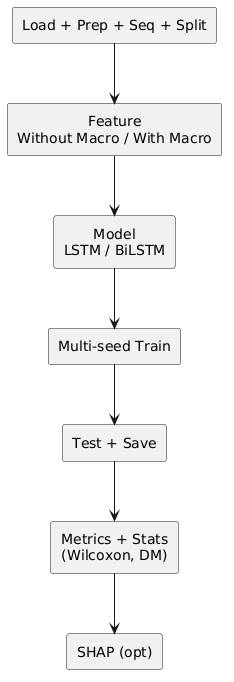 Load + Prep + Seq + Split
Feature
Without Macro / With Macro
Model
LSTM / BiLSTM
Multi-seed Train
Test + Save
Metrics + Stats
(Wilcoxon, DM)
SHAP (opt)